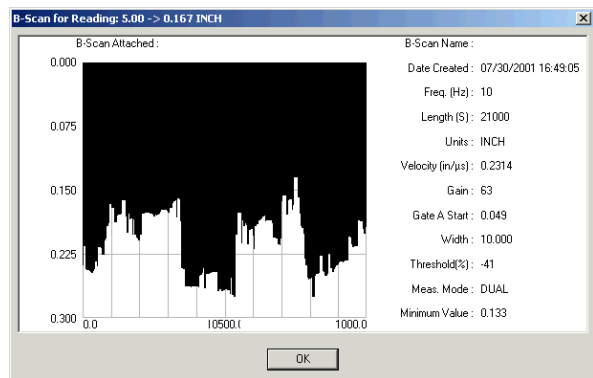 B-Scan for Reading: 5.00 -> 0.167 INCH
B-Scan Attached :
0.000
0.075
0.150
0.225
0.300
0.0 10500.( 1000.0
B-Scan Name :
Date Created : 07/30/2001 16:49:05
Freq. (Hz) : 10
Length (S) : 21000
Units : INCH
Velocity (in/µs) : 0.2314
Gain : 63
Gate A Start : 0.049
Width : 10.000
Threshold(%) : -41
Meas. Mode : DUAL
Minimum Value : 0.133
OK